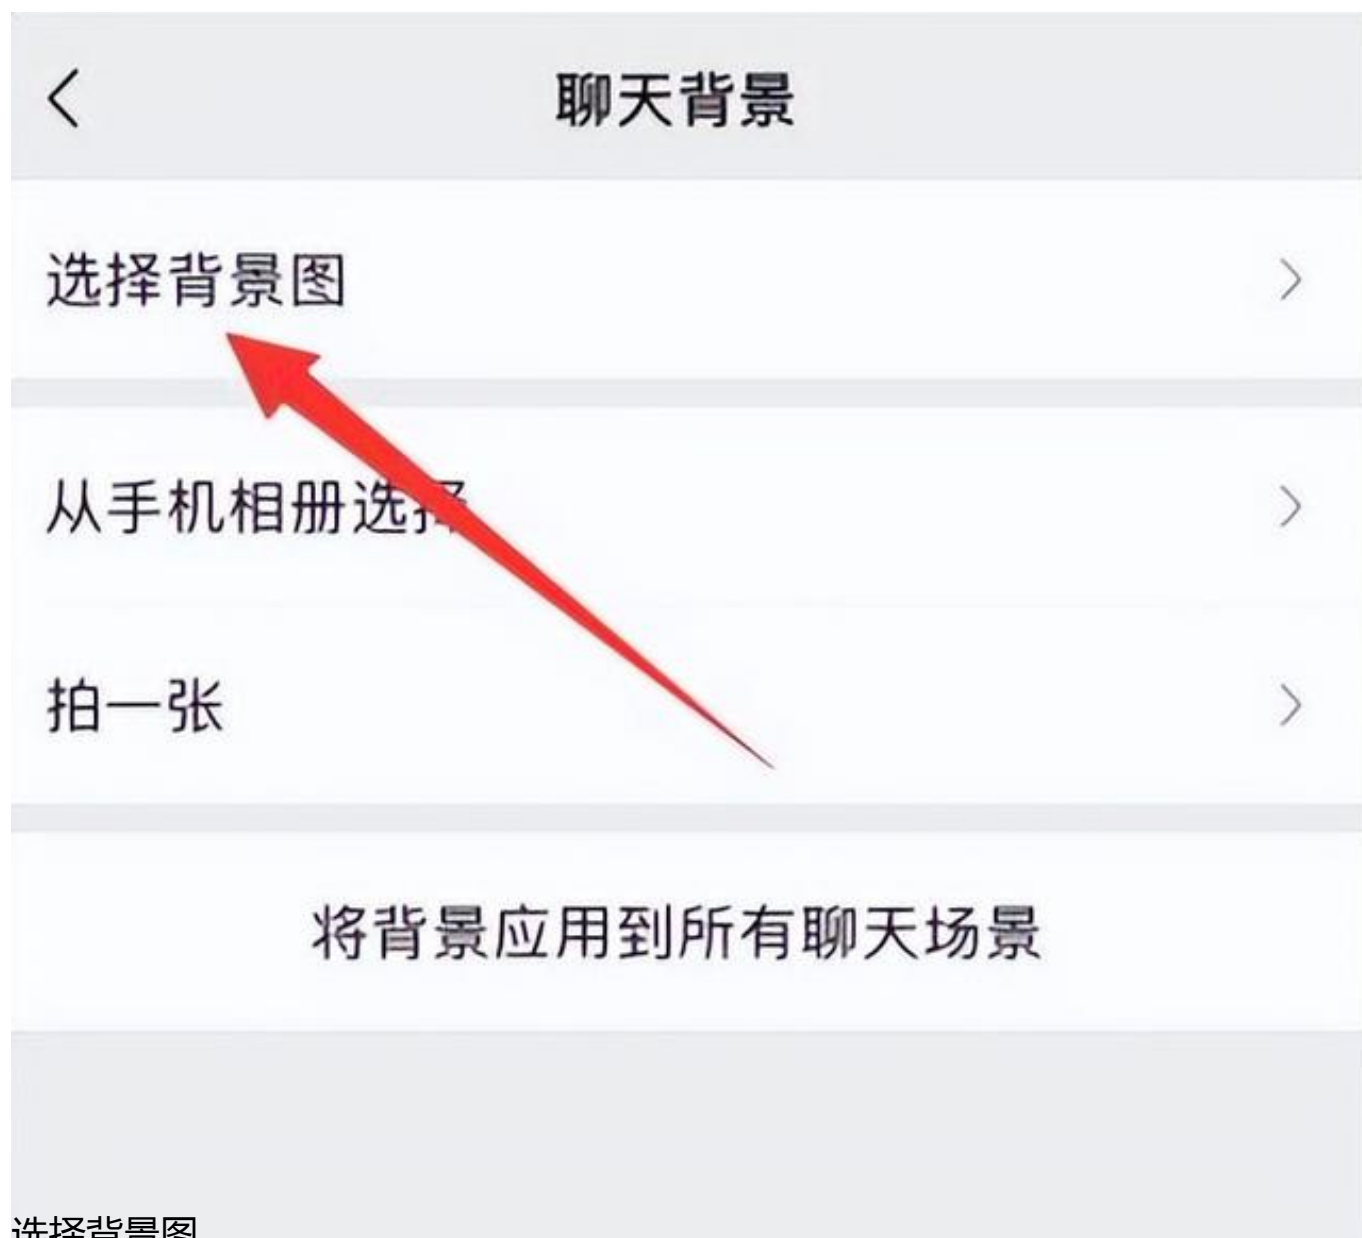 聊天背景
选择背景图
从手机相册选择
拍一张
将背景应用到所有聊天场景
选择背景图